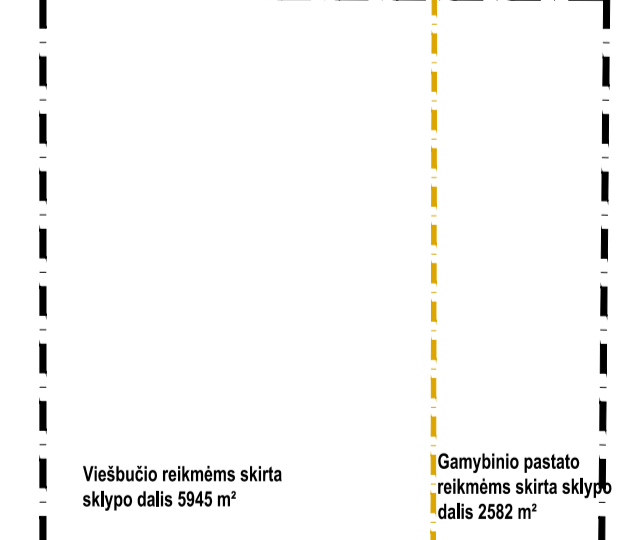 Viešbučio reikmėms skirta
sklypo dalis 5945 m²
Gamybinio pastato
reikmėms skirta sklypo
dalis 2582 m²